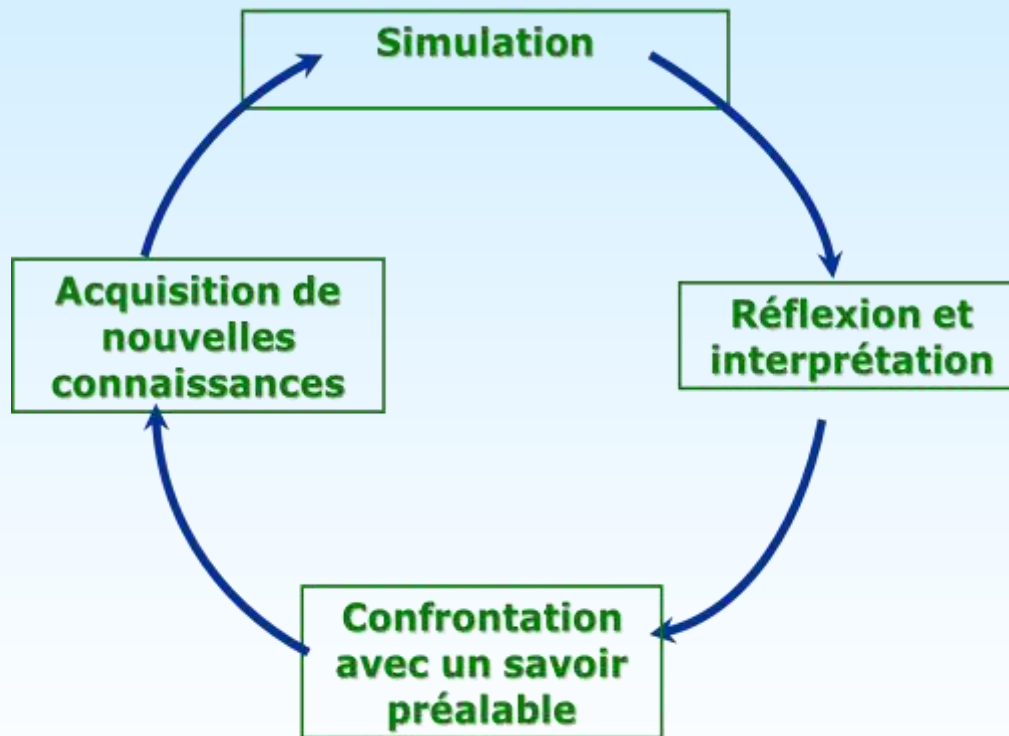 Simulation
Réflexion et
interprétation
Confrontation
avec un savoir
préalable
Acquisition de
nouvelles
connaissances